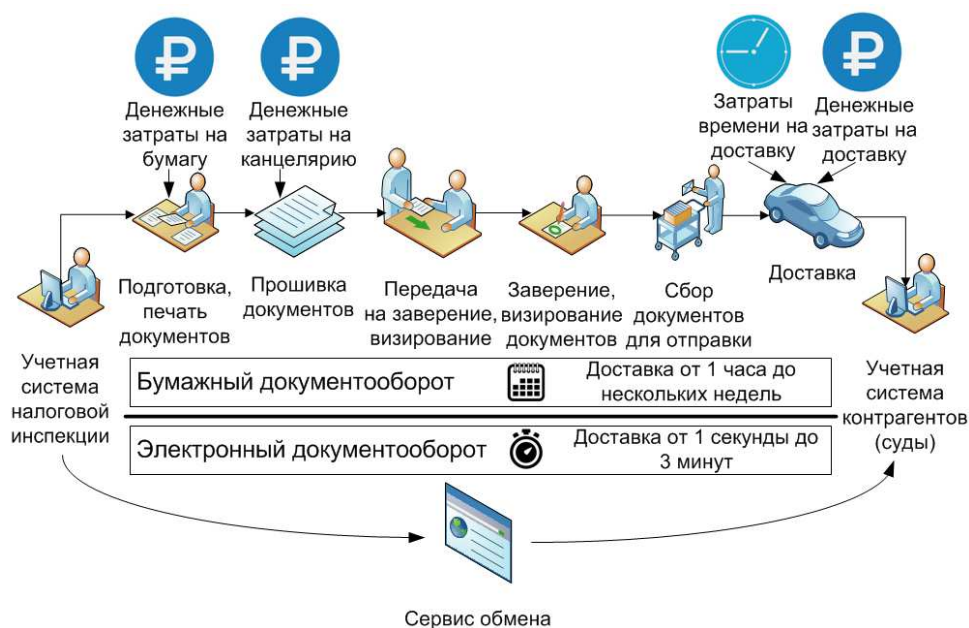 Денежные
затраты на
бумагу
Денежные
затраты на
канцелярию
Затраты
времени на
доставку
Денежные
затраты на
доставку
Подготовка,
печать
документов
Прошивка
документов
Передача
на заверение,
визирование
Заверение,
визирование
документов
Сбор
документов
для отправки
Доставка
Учетная
система
налоговой
инспекции
Учетная
система
контрагентов
(суды)
Бумажный документооборот
Доставка от 1 часа до
нескольких недель
Электронный документооборот
Доставка от 1 секунды до
3 минут
Сервис обмена